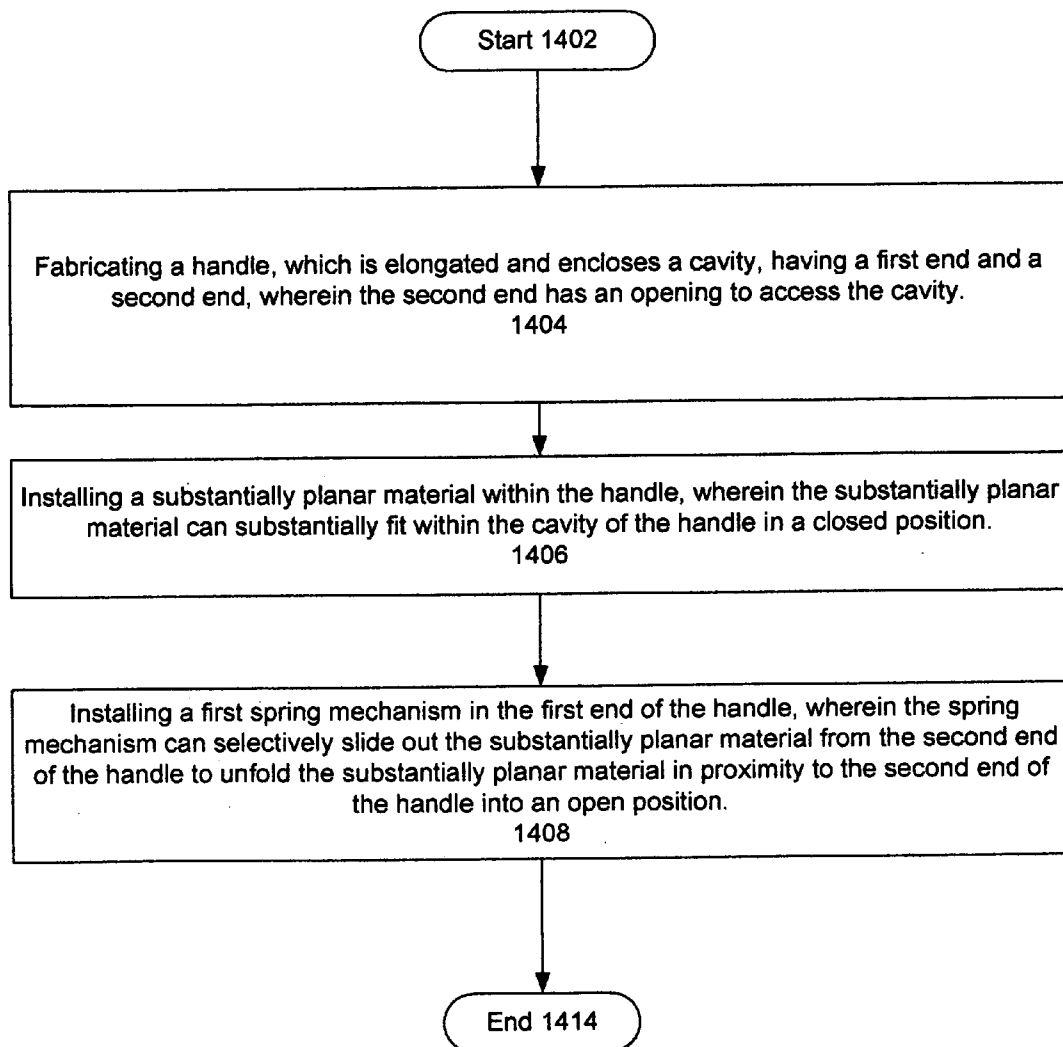 Start 1402
Fabricating a handle, which is elongated and encloses a cavity, having a first end and a
second end, wherein the second end has an opening to access the cavity.
1404
Installing a substantially planar material within the handle, wherein the substantially planar
material can substantially fit within the cavity of the handle in a closed position.
1406
Installing a first spring mechanism in the first end of the handle, wherein the spring
mechanism can selectively slide out the substantially planar material from the second end
of the handle to unfold the substantially planar material in proximity to the second end of
the handle into an open position.
1408
End 1414